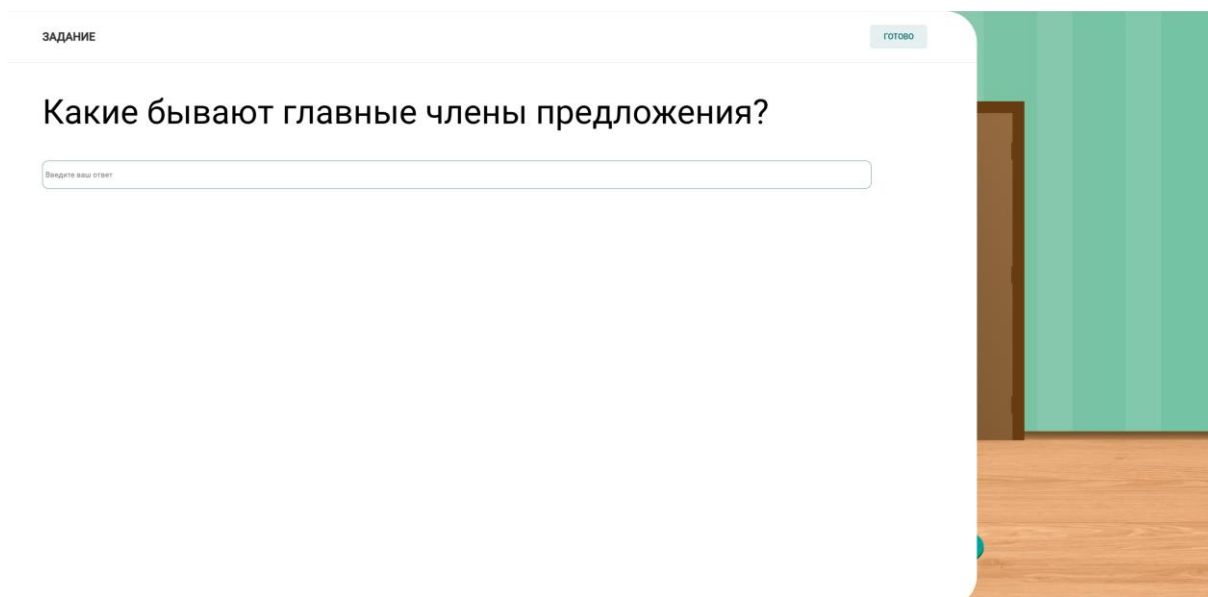 ЗАДАНИЕ
ГОТОВО
Какие бывают главные члены предложения?
Введите ваш ответ